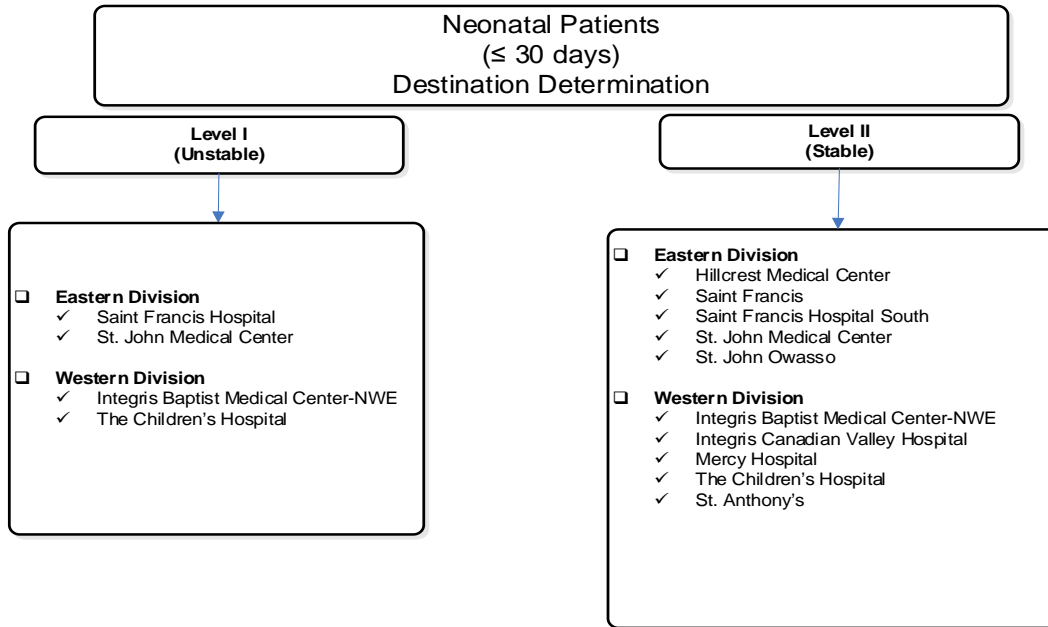 Neonatal Patients
(≤ 30 days)
Destination Determination
Level I
(Unstable)
❑ Eastern Division
✓ Saint Francis Hospital
✓ St. John Medical Center
❑ Western Division
✓ Integris Baptist Medical Center-NWE
✓ The Children’s Hospital
Level II
(Stable)
❑ Eastern Division
✓ Hillcrest Medical Center
✓ Saint Francis
✓ Saint Francis Hospital South
✓ St. John Medical Center
✓ St. John Owasso
❑ Western Division
✓ Integris Baptist Medical Center-NWE
✓ Integris Canadian Valley Hospital
✓ Mercy Hospital
✓ The Children’s Hospital
✓ St. Anthony’s